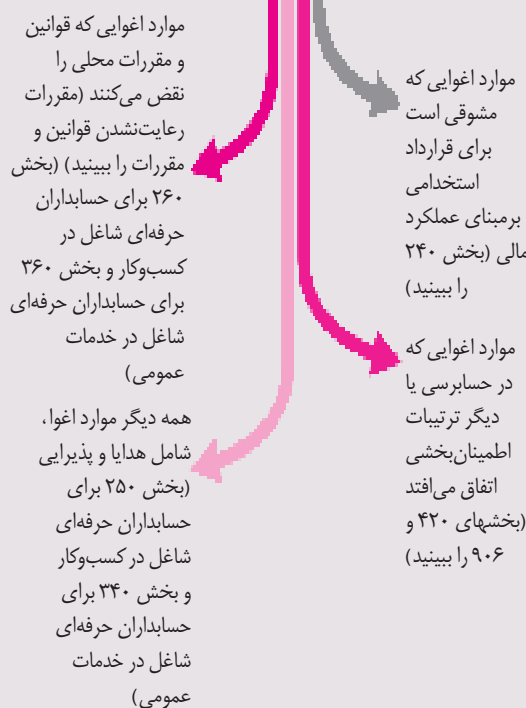 موارد اغوایی که
مشوقی است
برای قرارداد
استخدامی
برمبنای عملکرد
مالی (بخش ۲۴۰
را ببینید)
موارد اغوایی که
در حسابرسی یا
دیگر ترتیبات
اطمینان‌بخشی
اتفاق می‌افتد
(بخشهای ۴۲۰ و
۹۰۶ را ببینید)
موارد اغوایی که قوانین
و مقررات محلی را
نقض می‌کنند (مقررات
رعایت‌نشدن قوانین و
مقررات را ببینید) (بخش
۲۶۰ برای حسابداران
حرفه‌ای شاغل در
کسب‌وکار و بخش ۳۶۰
برای حسابداران حرفه‌ای
شاغل در خدمات
عمومی)
همه دیگر موارد اغوا،
شامل هدایا و پذیرایی
(بخش ۲۵۰ برای
حسابداران حرفه‌ای
شاغل در کسب‌وکار
و بخش ۳۴۰ برای
حسابداران حرفه‌ای
شاغل در خدمات
عمومی)